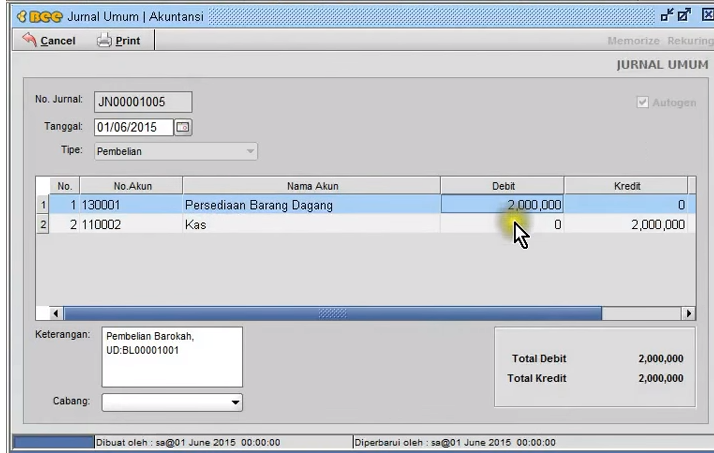 BEE Jurnal Umum | Akuntansi
Cancel Print Memorize Rekuring
JURNAL UMUM
No. Jurnal: JN00001005 Autogen
Tanggal: 01/06/2015
Tipe: Pembelian
No. No.Akun Nama Akun Debit Kredit
1 1 130001 Persediaan Barang Dagang 2,000,000 0
2 2 110002 Kas 0 2,000,000
Keterangan: Pembelian Barokah,
UD:BL00001001
Total Debit 2,000,000
Total Kredit 2,000,000
Cabang:
Dibuat oleh : sa@01 June 2015 00:00:00 Diperbarui oleh : sa@01 June 2015 00:00:00